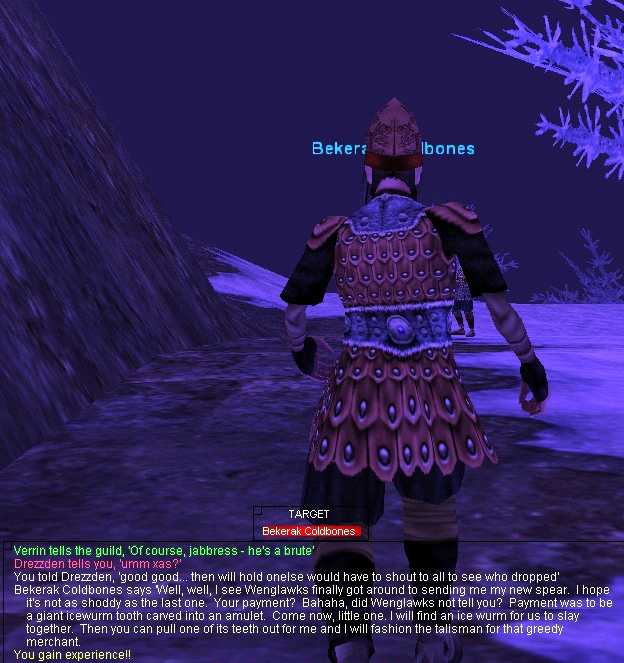 Bekera lbones
TARGET
Bekerak Coldbones
Verrin tells the guild, 'Of course, jabbress - he's a brute'
Drezzden tells you, 'umm xas?'
You told Drezzden, 'good good... then will hold onelse would have to shout to all to see who dropped'
Bekerak Coldbones says 'Well, well, I see Wenglawks finally got around to sending me my new spear. I hope
it's not as shoddy as the last one. Your payment? Bahaha, did Wenglawks not tell you? Payment was to be
a giant icewurm tooth carved into an amulet. Come now, little one. I will find an ice wurm for us to slay
together. Then you can pull one of its teeth out for me and I will fashion the talisman for that greedy
merchant.
You gain experience!!